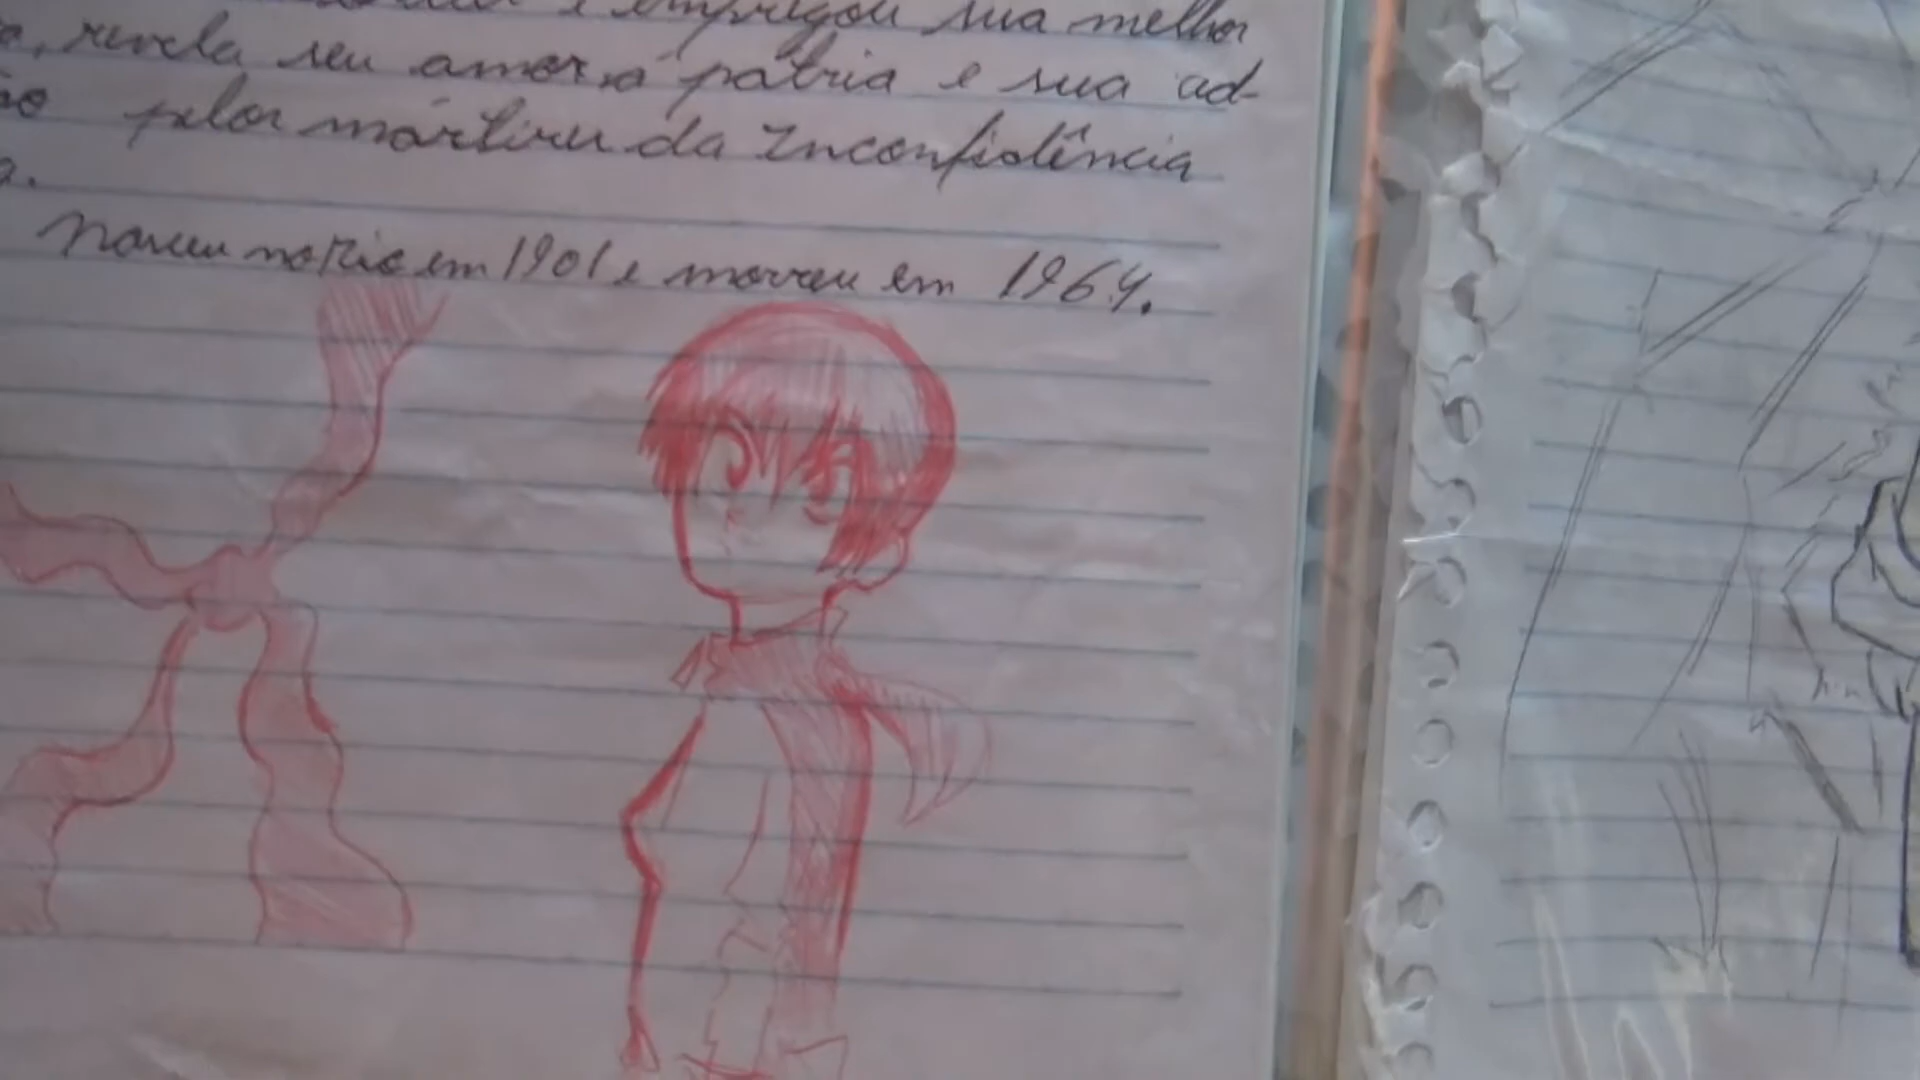 e empregou sua melhor
revela seu amor à pátria e sua ad-
ão pelos mártires da Inconfidência
a.
Nasceu no Rio em 1901 e morreu em 1964.